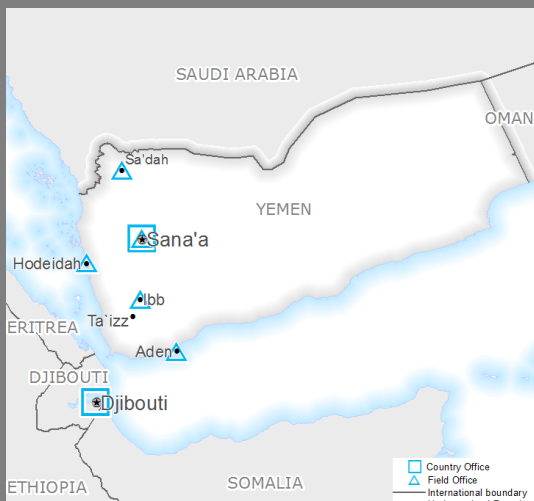 SAUDI ARABIA
OMAN
Sa'dah
YEMEN
Sana'a
Hodeidah
Ibb
Ta`izz
ERITREA
Aden
DJIBOUTI
Djibouti
ETHIOPIA
SOMALIA
Country Office
Field Office
International boundary